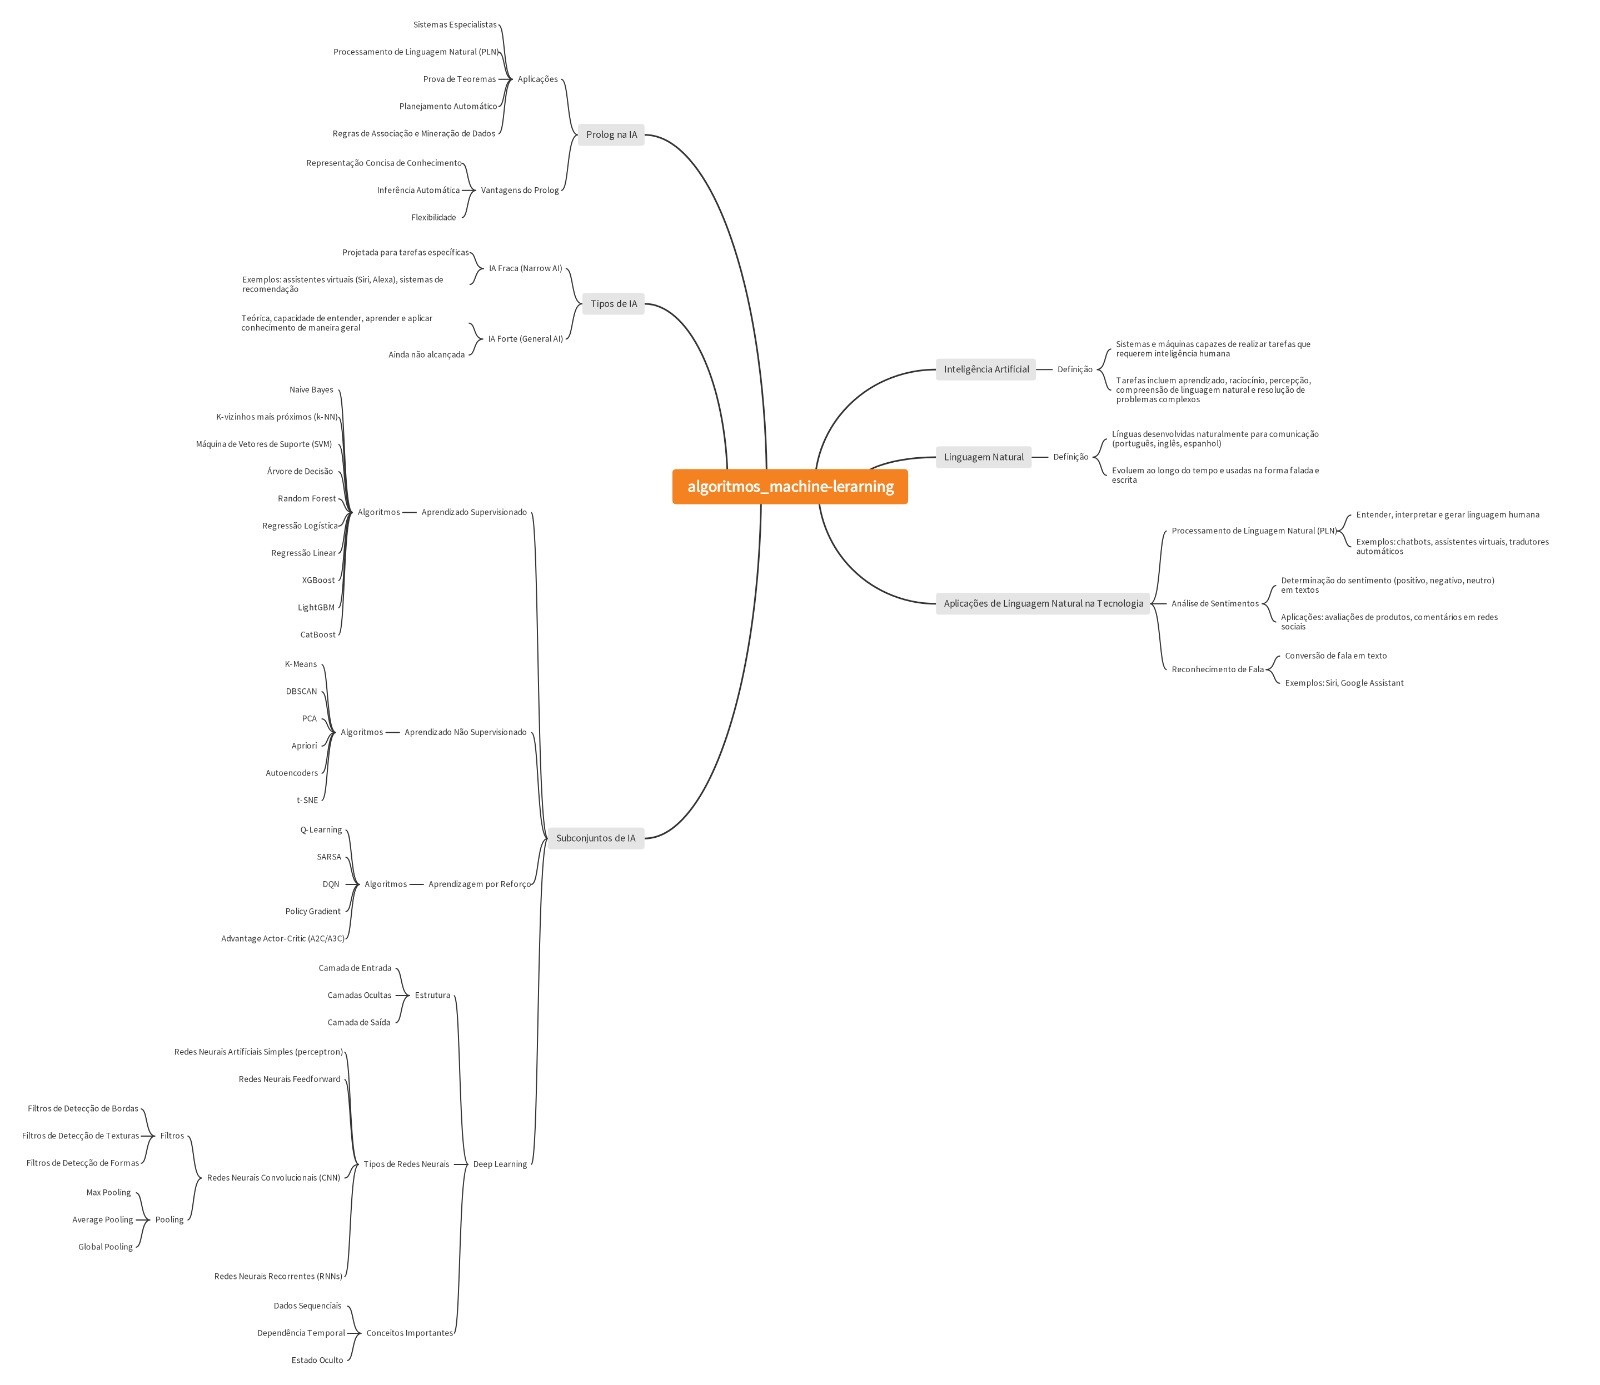 algoritmos_machine-lerarning
Inteligência Artificial
Definição
Sistemas e máquinas capazes de realizar tarefas que
requerem inteligência humana
Tarefas incluem aprendizado, raciocínio, percepção,
compreensão de linguagem natural e resolução de
problemas complexos
Linguagem Natural
Definição
Línguas desenvolvidas naturalmente para comunicação
(português, inglês, espanhol)
Evoluem ao longo do tempo e usadas na forma falada e
escrita
Aplicações de Linguagem Natural na Tecnologia
Processamento de Linguagem Natural (PLN)
Entender, interpretar e gerar linguagem humana
Exemplos: chatbots, assistentes virtuais, tradutores
automáticos
Análise de Sentimentos
Determinação do sentimento (positivo, negativo, neutro)
em textos
Aplicações: avaliações de produtos, comentários em redes
sociais
Reconhecimento de Fala
Conversão de fala em texto
Exemplos: Siri, Google Assistant
Prolog na IA
Aplicações
Sistemas Especialistas
Processamento de Linguagem Natural (PLN)
Prova de Teoremas
Planejamento Automático
Regras de Associação e Mineração de Dados
Vantagens do Prolog
Representação Concisa de Conhecimento
Inferência Automática
Flexibilidade
Tipos de IA
IA Fraca (Narrow AI)
Projetada para tarefas específicas
Exemplos: assistentes virtuais (Siri, Alexa), sistemas de
recomendação
IA Forte (General AI)
Teórica, capacidade de entender, aprender e aplicar
conhecimento de maneira geral
Ainda não alcançada
Subconjuntos de IA
Aprendizado Supervisionado
Algoritmos
Naive Bayes
K-vizinhos mais próximos (k-NN)
Máquina de Vetores de Suporte (SVM)
Árvore de Decisão
Random Forest
Regressão Logística
Regressão Linear
XGBoost
LightGBM
CatBoost
Aprendizado Não Supervisionado
Algoritmos
K-Means
DBSCAN
PCA
Apriori
Autoencoders
t-SNE
Aprendizagem por Reforço
Algoritmos
Q-Learning
SARSA
DQN
Policy Gradient
Advantage Actor-Critic (A2C/A3C)
Deep Learning
Estrutura
Camada de Entrada
Camadas Ocultas
Camada de Saída
Tipos de Redes Neurais
Redes Neurais Artificiais Simples (perceptron)
Redes Neurais Feedforward
Redes Neurais Convolucionais (CNN)
Filtros
Filtros de Detecção de Bordas
Filtros de Detecção de Texturas
Filtros de Detecção de Formas
Pooling
Max Pooling
Average Pooling
Global Pooling
Redes Neurais Recorrentes (RNNs)
Conceitos Importantes
Dados Sequenciais
Dependência Temporal
Estado Oculto